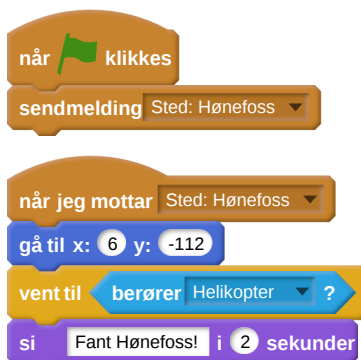 når klikkes
sendmelding Sted: Hønefoss
når jeg mottar Sted: Hønefoss
gå til x: 6 y: -112
vent til berører Helikopter ?
si Fant Hønefoss! i 2 sekunder